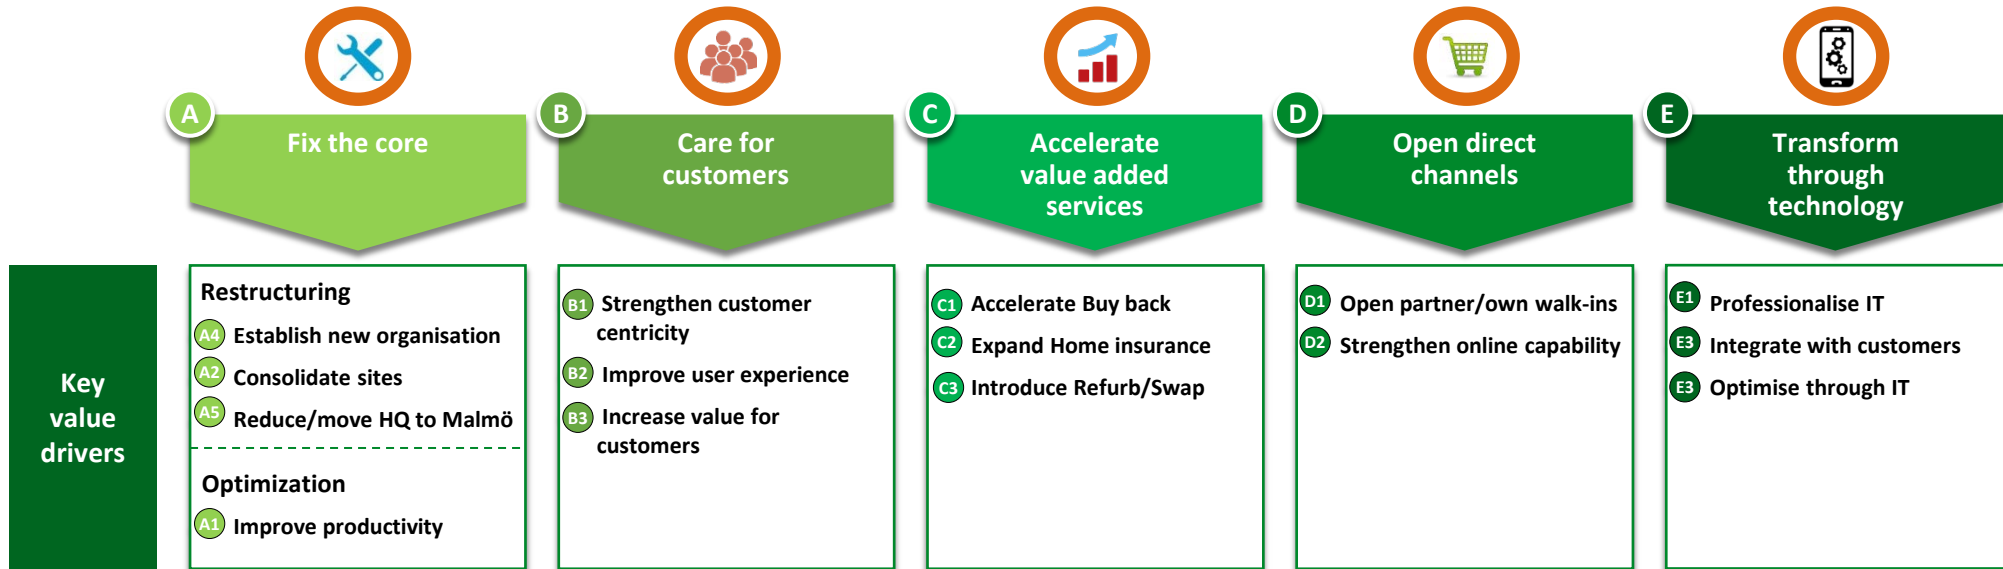 A
Fix the core
B
Care for
customers
C
Accelerate
value added
services
D
Open direct
channels
E
Transform
through
technology
Key
value
drivers
Restructuring
A4 Establish new organisation
A2 Consolidate sites
A5 Reduce/move HQ to Malmö
Optimization
A1 Improve productivity
B1 Strengthen customer
centricity
B2 Improve user experience
B3 Increase value for
customers
C1 Accelerate Buy back
C2 Expand Home insurance
C3 Introduce Refurb/Swap
D1 Open partner/own walk-ins
D2 Strengthen online capability
E1 Professionalise IT
E3 Integrate with customers
E3 Optimise through IT